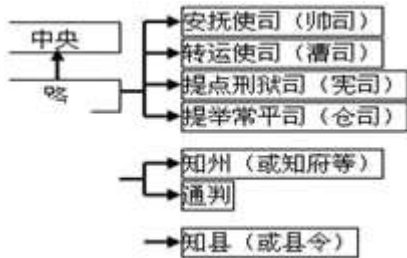 中央
路
安抚使司（帅司）
转运使司（漕司）
提点刑狱司（宪司）
提举常平司（仓司）
知州（或知府等）
通判
知县（或县令）